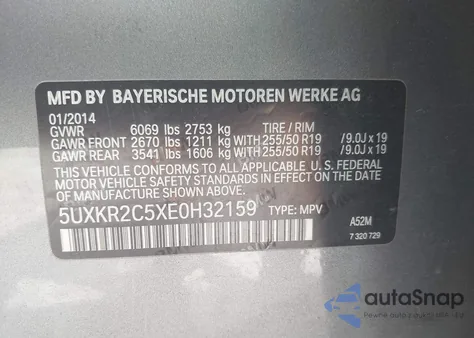 MFD BY BAYERISCHE MOTOREN WERKE AG
01/2014
GVWR 6069 lbs 2753 kg TIRE / RIM
GAWR FRONT 2670 lbs 1211 kg WITH 255/50 R19 /9.0J x 19
GAWR REAR 3541 lbs 1606 kg WITH 255/50 R19 /9.0J x 19
THIS VEHICLE CONFORMS TO ALL APPLICABLE U. S. FEDERAL
MOTOR VEHICLE SAFETY STANDARDS IN EFFECT ON THE DATE
OF MANUFACTURE SHOWN ABOVE.
5UXKR2C5XE0H32159 TYPE: MPV
A52M
7 320 729
autoSnap